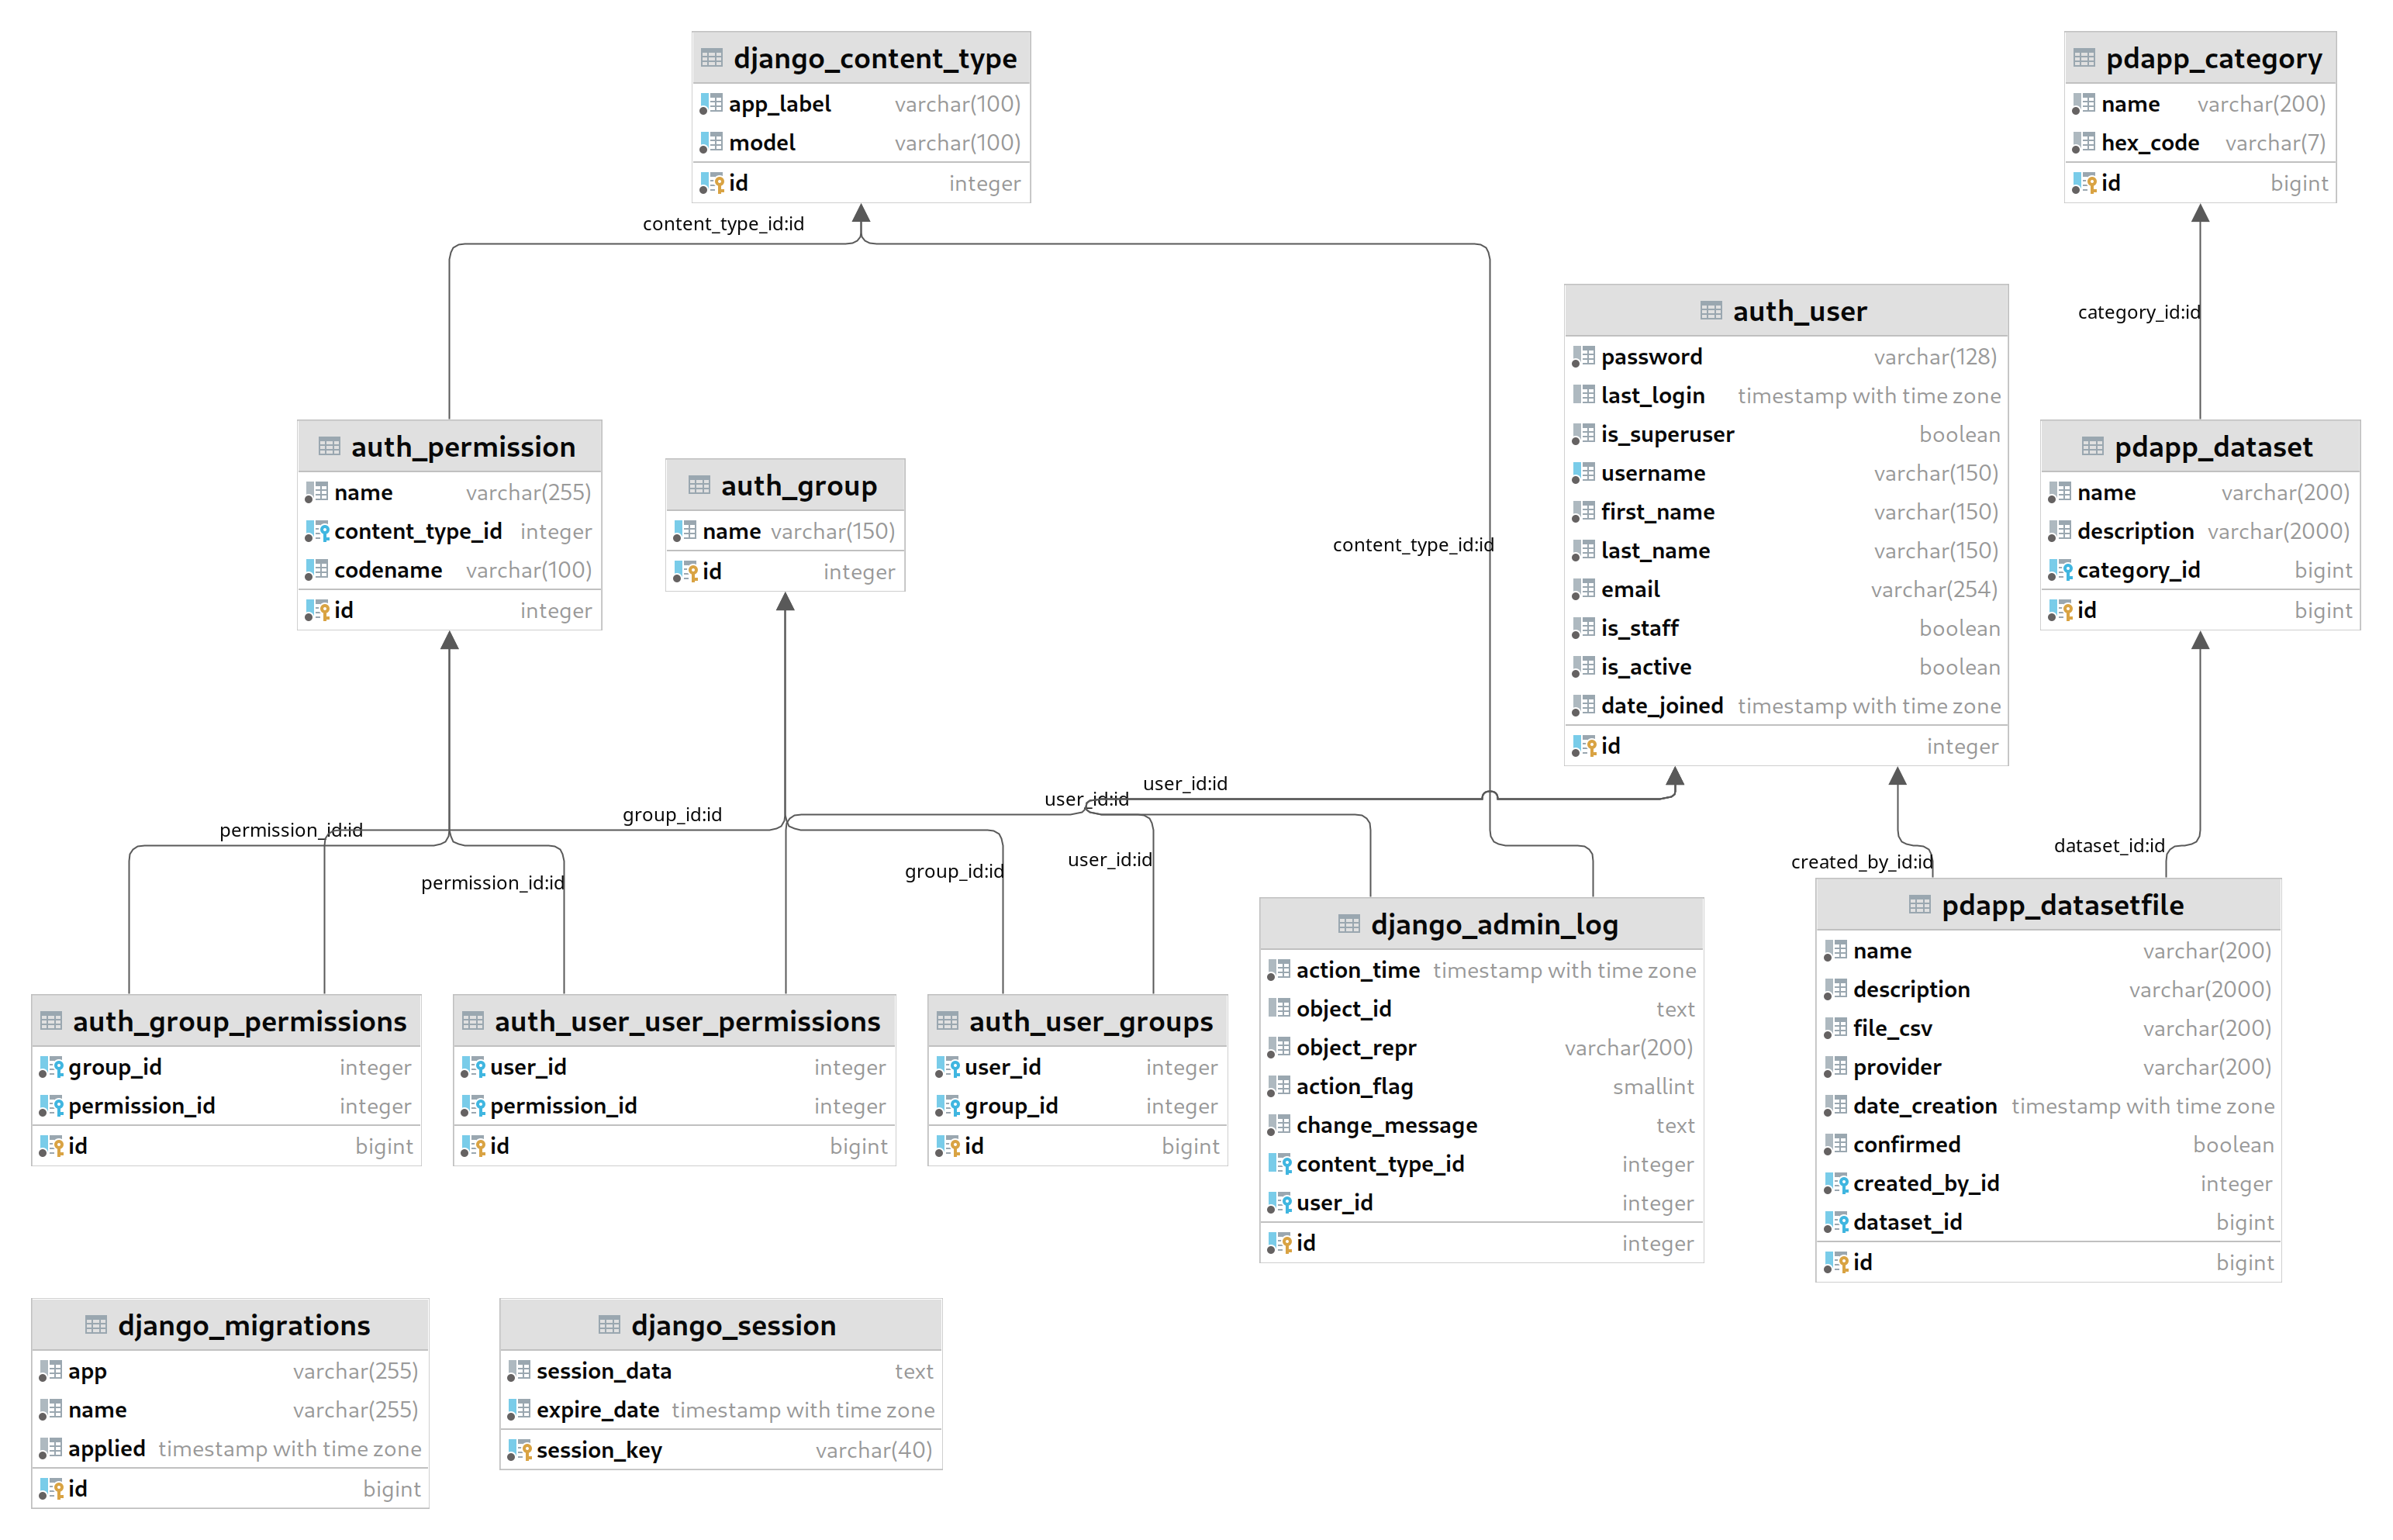 django_content_type
app_label varchar(100)
model varchar(100)
id integer
pdapp_category
name varchar(200)
hex_code varchar(7)
id bigint
content_type_id:id
category_id:id
auth_user
password varchar(128)
last_login timestamp with time zone
is_superuser boolean
username varchar(150)
first_name varchar(150)
last_name varchar(150)
email varchar(254)
is_staff boolean
is_active boolean
date_joined timestamp with time zone
id integer
auth_permission
name varchar(255)
content_type_id integer
codename varchar(100)
id integer
auth_group
name varchar(150)
id integer
content_type_id:id
pdapp_dataset
name varchar(200)
description varchar(2000)
category_id bigint
id bigint
user_id:id
user_id:id
group_id:id
permission_id:id
dataset_id:id
user_id:id
created_by_id:id
group_id:id
permission_id:id
auth_group_permissions
group_id integer
permission_id integer
id bigint
auth_user_user_permissions
user_id integer
permission_id integer
id bigint
auth_user_groups
user_id integer
group_id integer
id bigint
django_admin_log
action_time timestamp with time zone
object_id text
object_repr varchar(200)
action_flag smallint
change_message text
content_type_id integer
user_id integer
id integer
pdapp_datasetfile
name varchar(200)
description varchar(2000)
file_csv varchar(200)
provider varchar(200)
date_creation timestamp with time zone
confirmed boolean
created_by_id integer
dataset_id bigint
id bigint
django_migrations
app varchar(255)
name varchar(255)
applied timestamp with time zone
id bigint
django_session
session_data text
expire_date timestamp with time zone
session_key varchar(40)